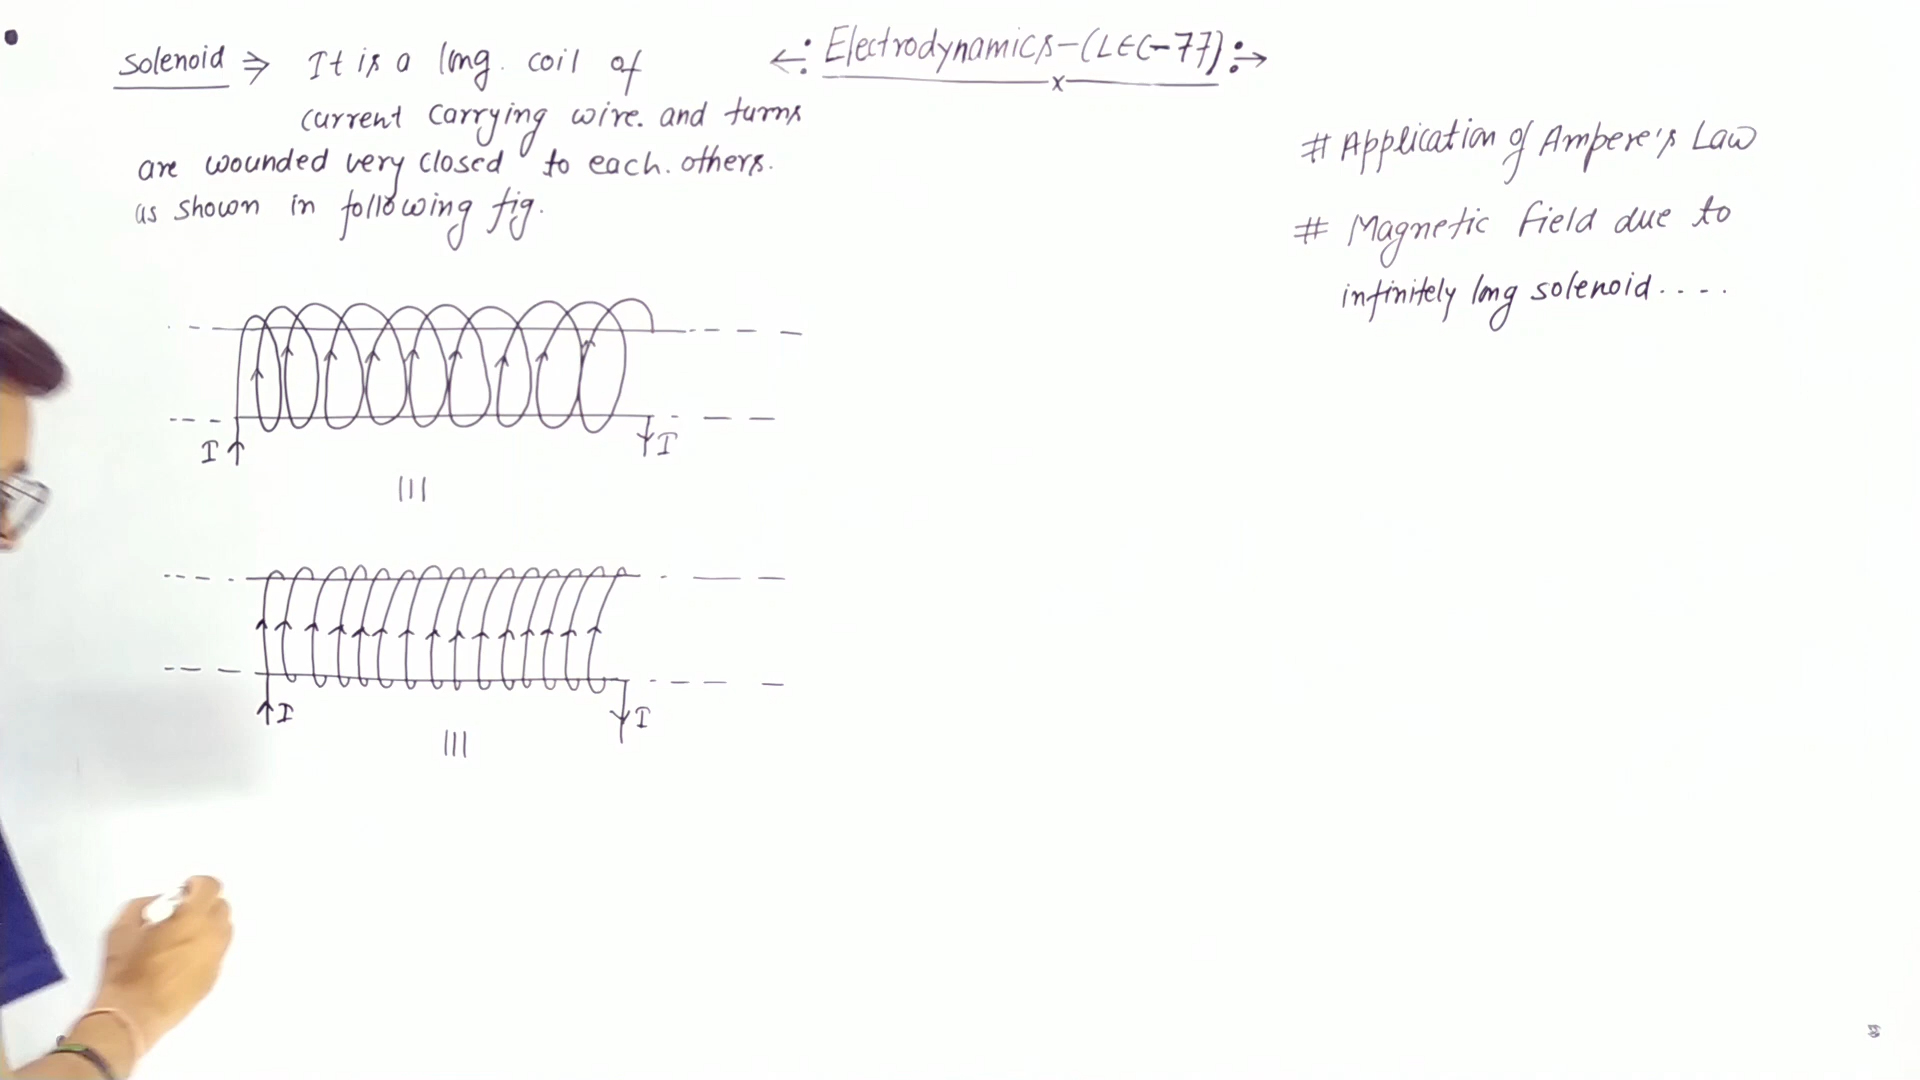 Solenoid ⇒ It is a long. coil of
current carrying wire. and turns
are wounded very closed to each. others.
as shown in following fig.
Electrodynamics-(LEC-77)
x
# Application of Ampere's Law
# Magnetic field due to
infinitely long solenoid....
I
I
|||
I
I
|||